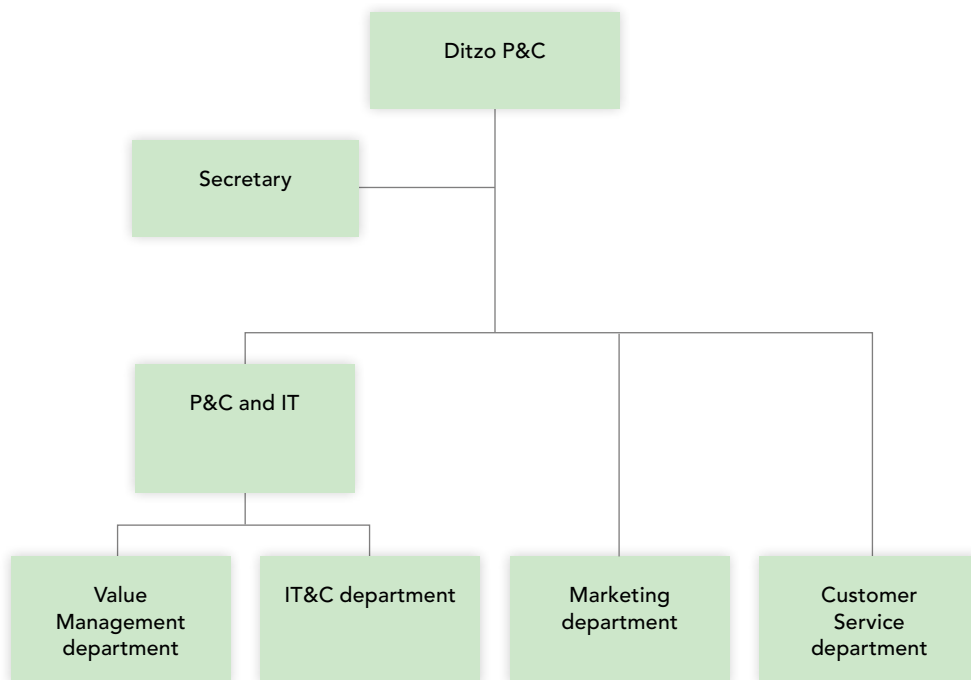 Ditzo P&C
Secretary
P&C and IT
Value
Management
department
IT&C department
Marketing
department
Customer
Service
department